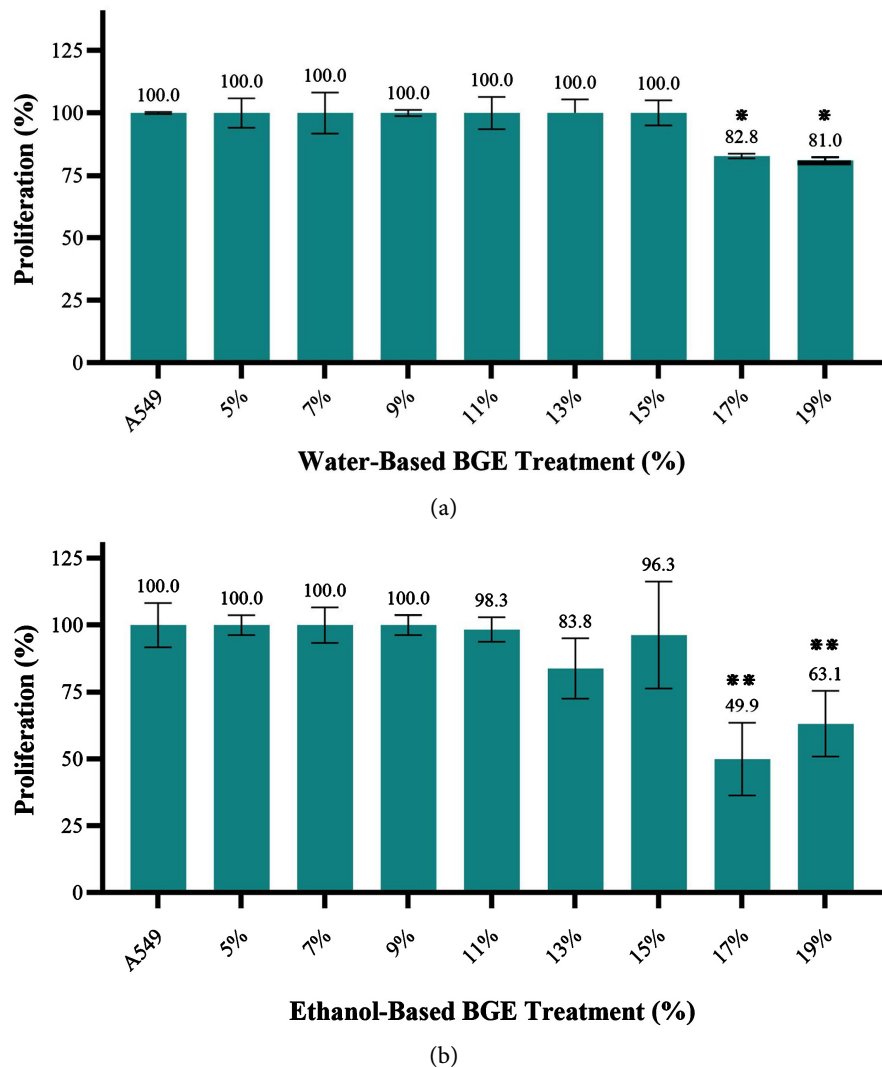 125
100
75
50
25
0
Proliferation (%)
100.0 100.0 100.0 100.0 100.0 100.0 100.0 82.8 81.0
* *
A549 5% 7% 9% 11% 13% 15% 17% 19%
Water-Based BGE Treatment (%)
(a)
125
100
75
50
25
0
Proliferation (%)
100.0 100.0 100.0 100.0 98.3 83.8 96.3 49.9 63.1
** **
A549 5% 7% 9% 11% 13% 15% 17% 19%
Ethanol-Based BGE Treatment (%)
(b)